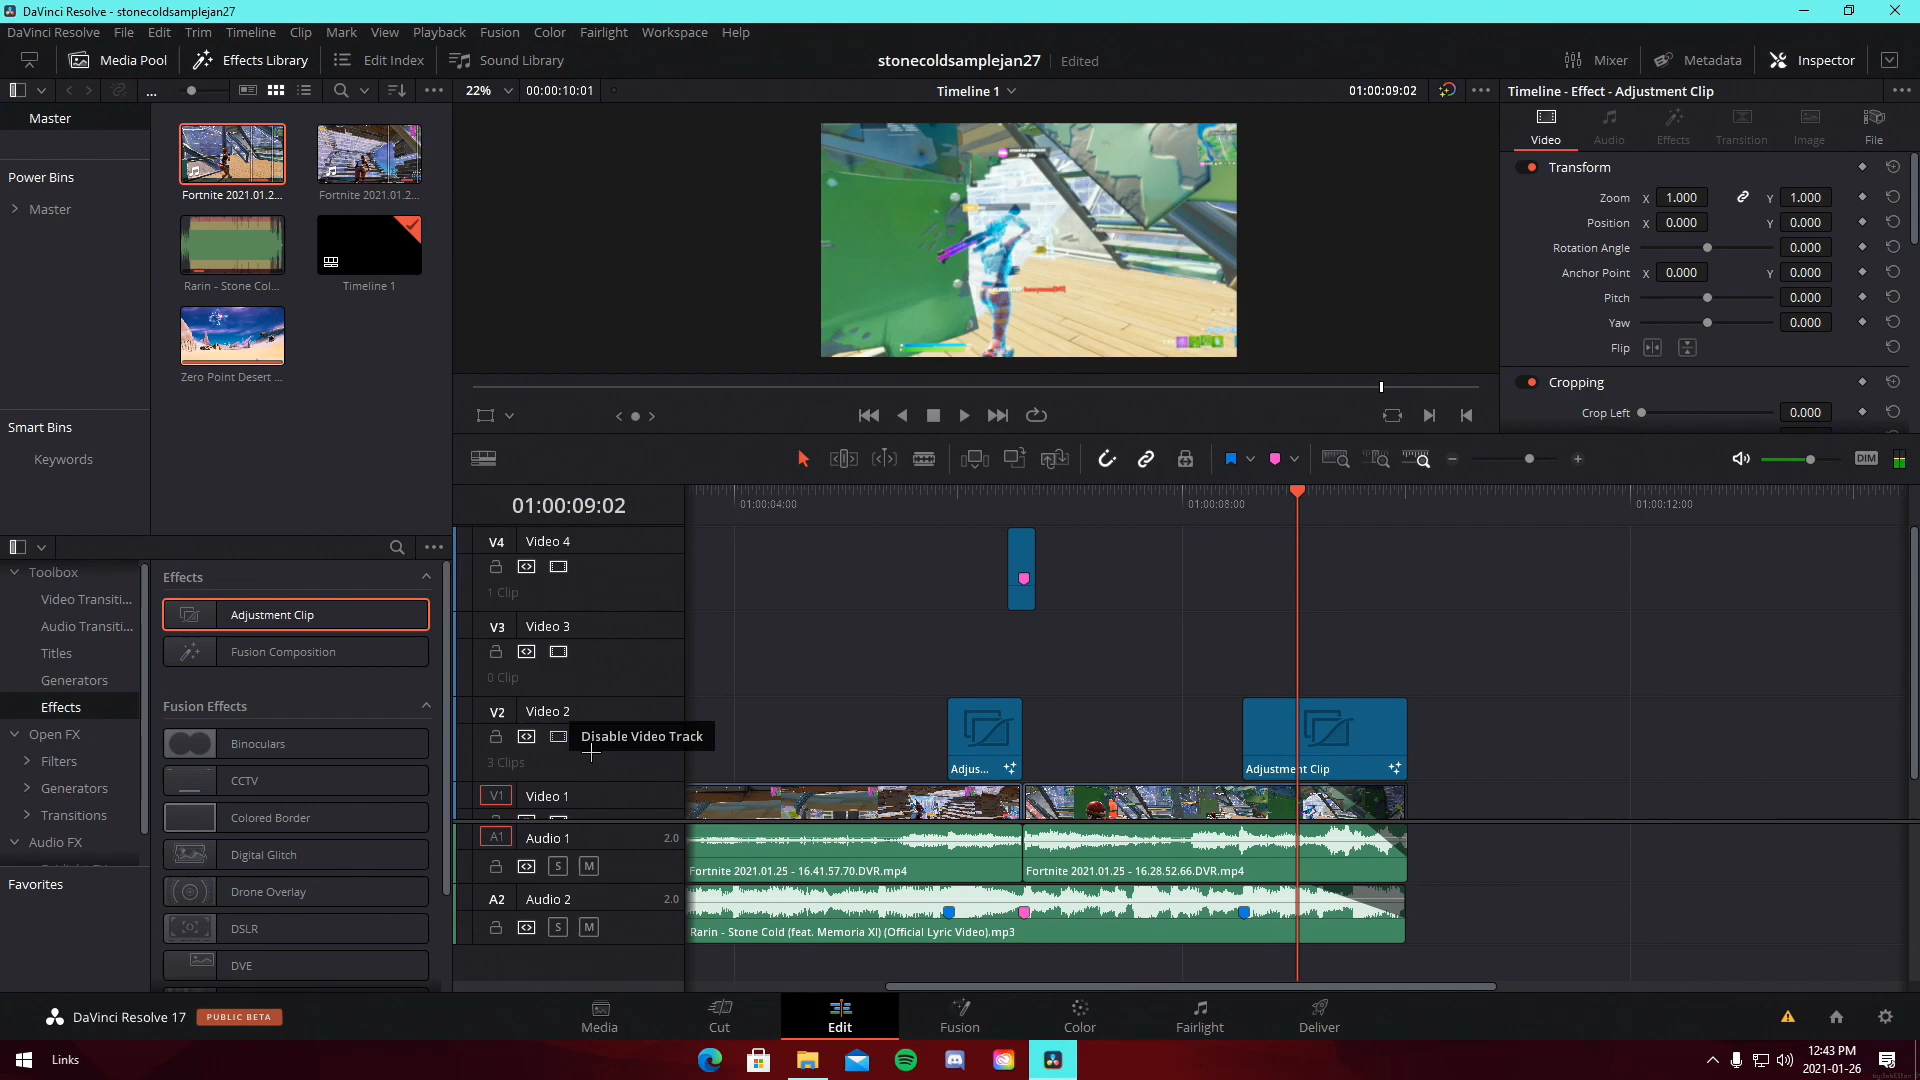 DaVinci Resolve - stonecoldsamplejan27
DaVinci Resolve File Edit Trim Timeline Clip Mark View Playback Fusion Color Fairlight Workspace Help
Media Pool Effects Library Edit Index Sound Library stonecoldsamplejan27 Edited Mixer Metadata Inspector
... 22% 00:00:10:01 Timeline 1 01:00:09:02 Timeline - Effect - Adjustment Clip
Master
Video Audio Effects Transition Image File
Power Bins
Master
Smart Bins
Keywords
Fortnite 2021.01.2... Fortnite 2021.01.2...
Rarin - Stone Col... Timeline 1
Zero Point Desert ...
Transform
Zoom X 1.000 Y 1.000
Position X 0.000 Y 0.000
Rotation Angle 0.000
Anchor Point X 0.000 Y 0.000
Pitch 0.000
Yaw 0.000
Flip
Cropping
Crop Left 0.000
DIM
01:00:09:02
01:00:04:00 01:00:08:00 01:00:12:00
Toolbox
Video Transiti...
Audio Transiti...
Titles
Generators
Effects
Open FX
Filters
Generators
Transitions
Audio FX
Favorites
Effects
Adjustment Clip
Fusion Composition
Fusion Effects
Binoculars
CCTV
Colored Border
Digital Glitch
Drone Overlay
DSLR
DVE
V4 Video 4
1 Clip
V3 Video 3
0 Clip
V2 Video 2
Disable Video Track
3 Clips
Adjus... Adjustment Clip
V1 Video 1
A1 Audio 1 2.0
S M
Fortnite 2021.01.25 - 16.41.57.70.DVR.mp4 Fortnite 2021.01.25 - 16.28.52.66.DVR.mp4
A2 Audio 2 2.0
S M
Rarin - Stone Cold (feat. Memoria XI) (Official Lyric Video).mp3
DaVinci Resolve 17 PUBLIC BETA
Media Cut Edit Fusion Color Fairlight Deliver
Links
12:43 PM
2021-01-26